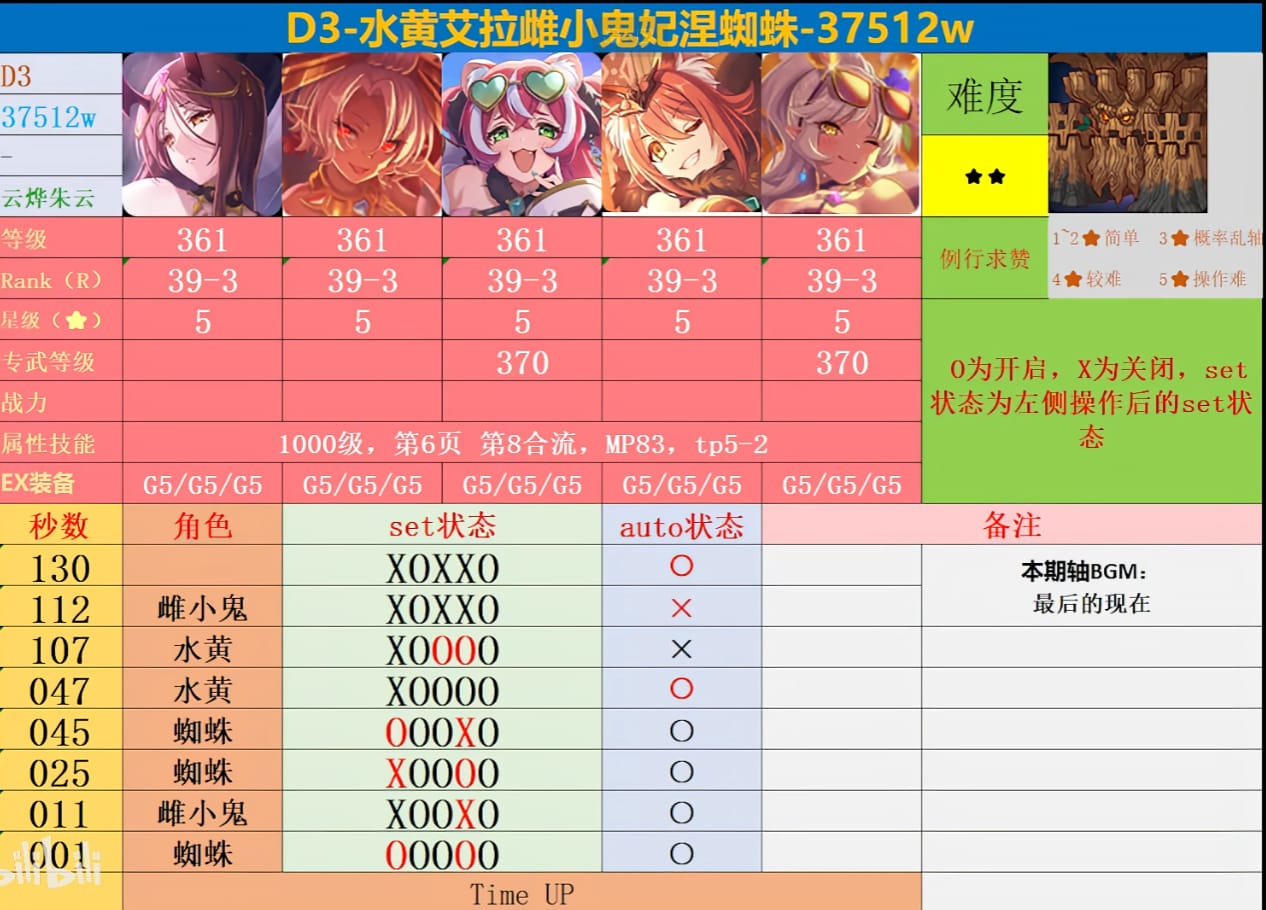 D3-水黄艾拉雌小鬼妃涅蜘蛛-37512w
D3
37512w
-
云烨朱云
难度
★★
等级 361 361 361 361 361
Rank（R） 39-3 39-3 39-3 39-3 39-3
例行求赞
1~2★简单 3★概率乱轴
4★较难 5★操作难
星级（★） 5 5 5 5 5
专武等级 370 370
战力
O为开启，X为关闭，set
状态为左侧操作后的set状
态
属性技能 1000级，第6页 第8合流，MP83，tp5-2
EX装备 G5/G5/G5 G5/G5/G5 G5/G5/G5 G5/G5/G5 G5/G5/G5
秒数 角色 set状态 auto状态 备注
130 XOXXO ○
本期轴BGM：
最后的现在
112 雌小鬼 XOXXO ×
107 水黄 XOOOO ×
047 水黄 XOOOO ○
045 蜘蛛 OOOXO ○
025 蜘蛛 XOOOO ○
011 雌小鬼 XOOXO ○
001 蜘蛛 OOOOO ○
Time UP
bilibili